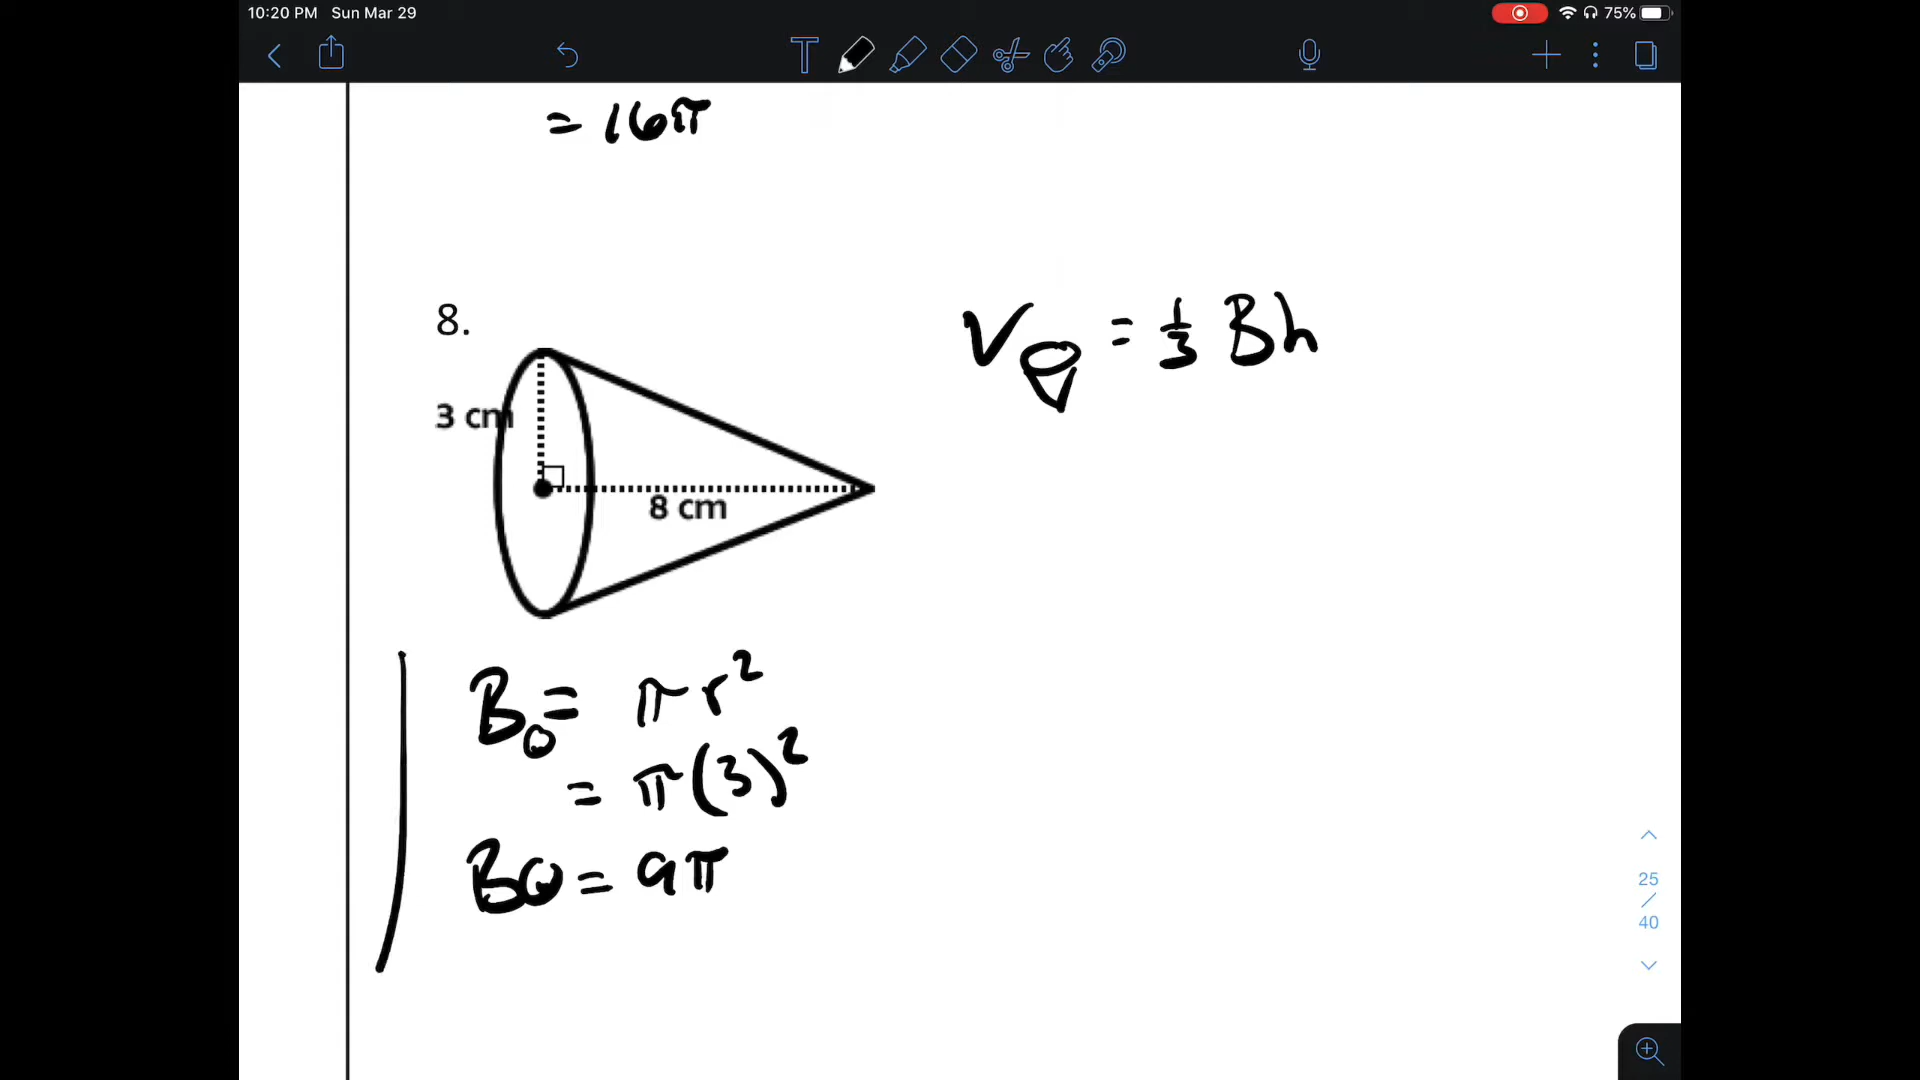 10:20 PM Sun Mar 29
75%
T
= 16π
8.
V = 1/3 Bh
3 cm
8 cm
B = πr²
= π(3)²
B = 9π
25
/
40